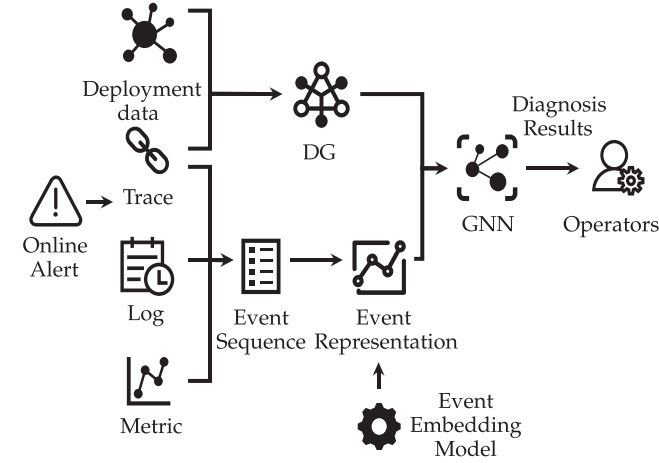 Deployment
data
DG
Diagnosis
Results
Trace
Online
Alert
GNN
Operators
Log
Event
Sequence
Event
Representation
Metric
Event
Embedding
Model